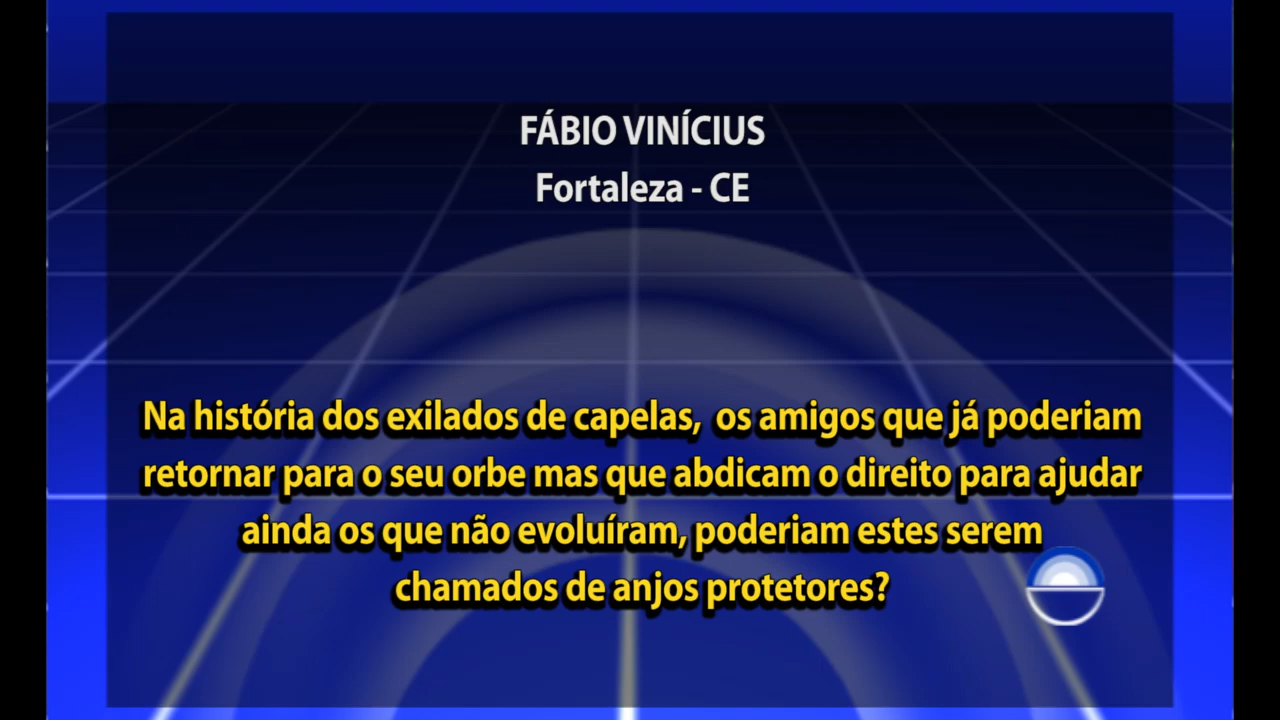 FÁBIO VINÍCIUS
Fortaleza - CE
Na história dos exilados de capelas, os amigos que já poderiam
retornar para o seu orbe mas que abdicam o direito para ajudar
ainda os que não evoluíram, poderiam estes serem
chamados de anjos protetores?